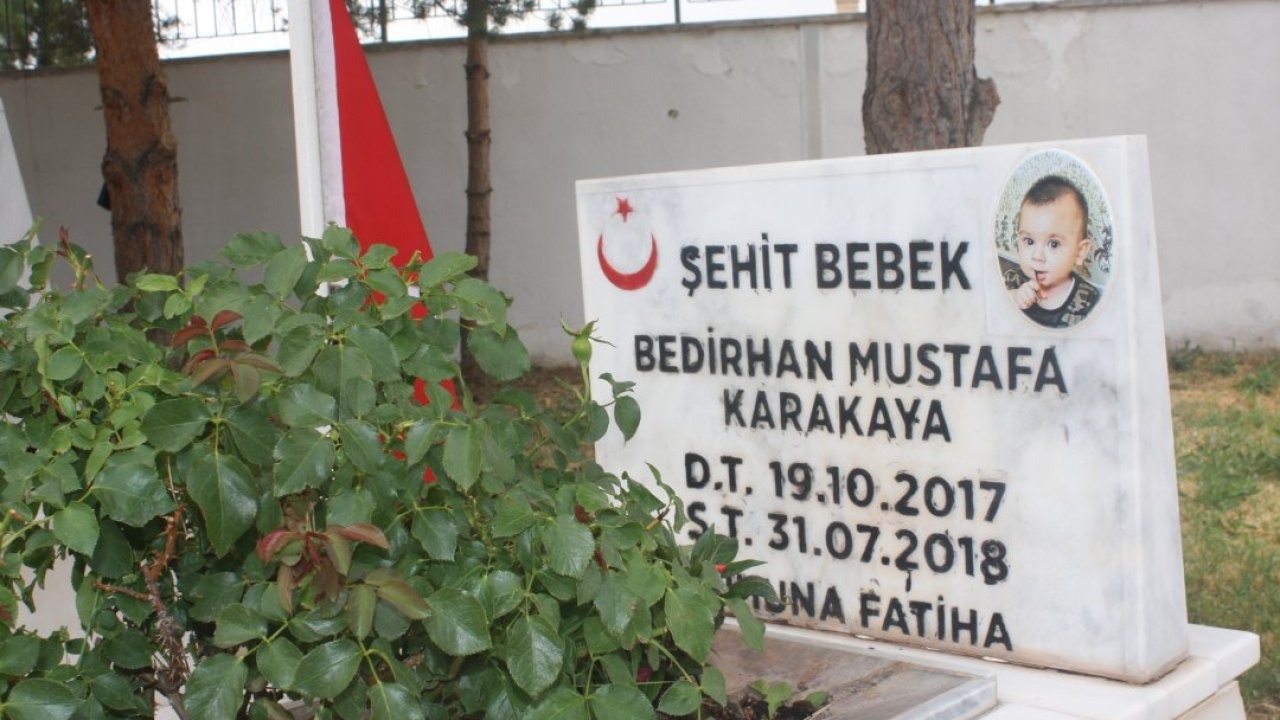 ŞEHİT BEBEK
BEDİRHAN MUSTAFA
KARAKAYA
D.T. 19.10.2017
Ş.T. 31.07.2018
FATİHA